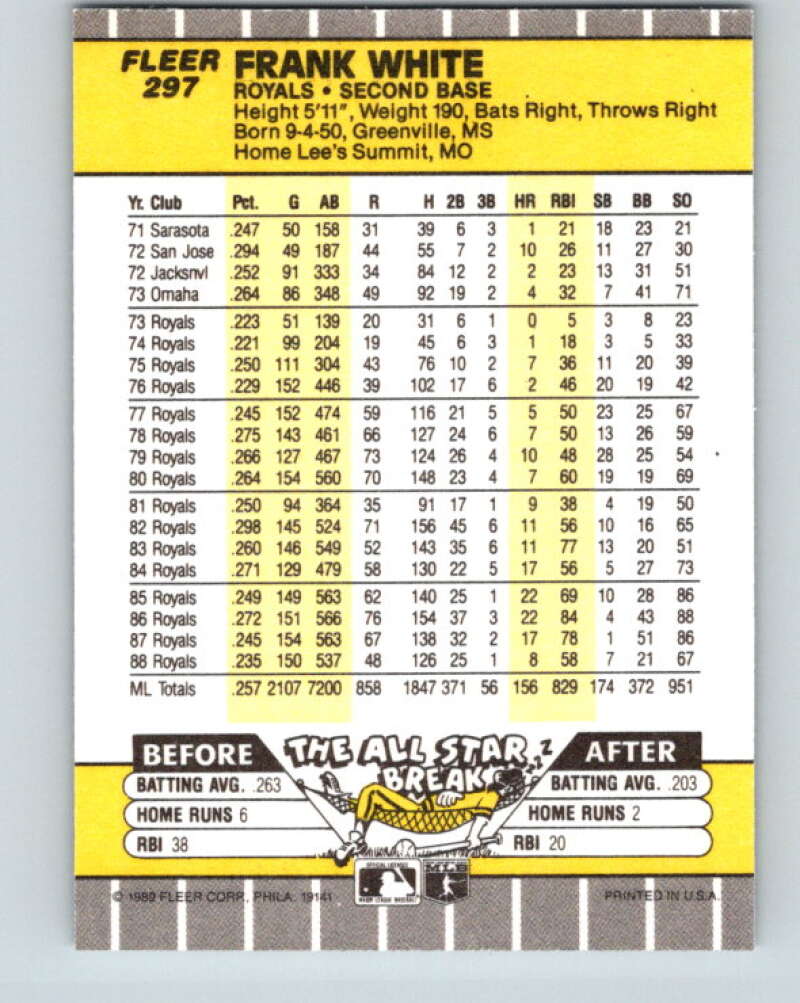 FLEER 297
FRANK WHITE
ROYALS • SECOND BASE
Height 5'11", Weight 190, Bats Right, Throws Right
Born 9-4-50, Greenville, MS
Home Lee's Summit, MO
Yr. Club Pct. G AB R H 2B 3B HR RBI SB BB SO
71 Sarasota .247 50 158 31 39 6 3 1 21 18 23 21
72 San Jose .294 49 187 44 55 7 2 10 26 11 27 30
72 Jacksnvl .252 91 333 34 84 12 2 2 23 13 31 51
73 Omaha .264 86 348 49 92 19 2 4 32 7 41 71
73 Royals .223 51 139 20 31 6 1 0 5 3 8 23
74 Royals .221 99 204 19 45 6 3 1 18 3 5 33
75 Royals .250 111 304 43 76 10 2 7 36 11 20 39
76 Royals .229 152 446 39 102 17 6 2 46 20 19 42
77 Royals .245 152 474 59 116 21 5 5 50 23 25 67
78 Royals .275 143 461 66 127 24 6 7 50 13 26 59
79 Royals .266 127 467 73 124 26 4 10 48 28 25 54
80 Royals .264 154 560 70 148 23 4 7 60 19 19 69
81 Royals .250 94 364 35 91 17 1 9 38 4 19 50
82 Royals .298 145 524 71 156 45 6 11 56 10 16 65
83 Royals .260 146 549 52 143 35 6 11 77 13 20 51
84 Royals .271 129 479 58 130 22 5 17 56 5 27 73
85 Royals .249 149 563 62 140 25 1 22 69 10 28 86
86 Royals .272 151 566 76 154 37 3 22 84 4 43 88
87 Royals .245 154 563 67 138 32 2 17 78 1 51 86
88 Royals .235 150 537 48 126 25 1 8 58 7 21 67
ML Totals .257 2107 7200 858 1847 371 56 156 829 174 372 951
BEFORE THE ALL STAR BREAK ZZZ AFTER
BATTING AVG. .263 BATTING AVG. .203
HOME RUNS 6 HOME RUNS 2
RBI 38 RBI 20
OFFICIAL LICENSEE
MAJOR LEAGUE BASEBALL
MLB
© 1989 FLEER CORP., PHILA. 19141 PRINTED IN U.S.A.